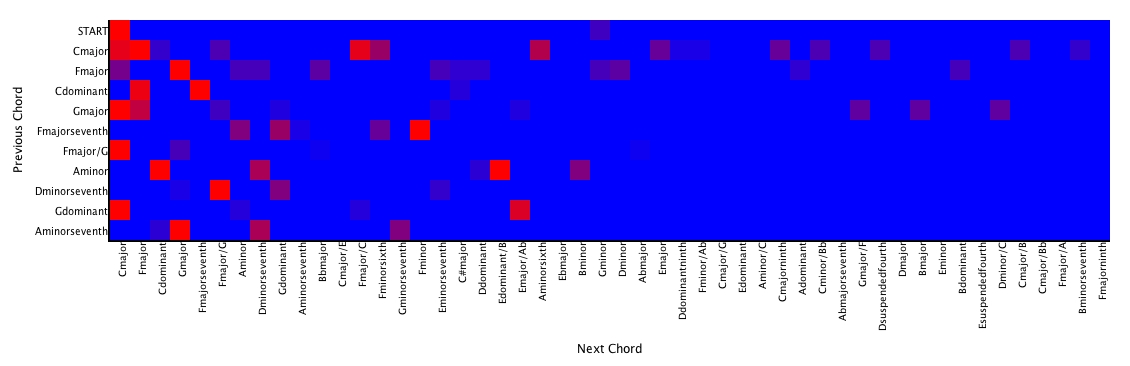 START
Cmajor
Fmajor
Cdominant
Gmajor
Fmajorseventh
Fmajor/G
Aminor
Dminorseventh
Gdominant
Aminorseventh
Previous Chord
Cmajor
Fmajor
Cdominant
Gmajor
Fmajorseventh
Fmajor/G
Aminor
Dminorseventh
Gdominant
Aminorseventh
Bbmajor
Cmajor/E
Fmajor/C
Fminorsixth
Gminorseventh
Fminor
Eminorseventh
C#major
Ddominant
Edominant/B
Emajor/Ab
Aminorsixth
Ebmajor
Bminor
Gminor
Dminor
Abmajor
Emajor
Ddominantninth
Fminor/Ab
Cmajor/G
Edominant
Aminor/C
Cmajorninth
Adominant
Cminor/Bb
Abmajorseventh
Gmajor/F
Dsuspendedfourth
Dmajor
Bmajor
Eminor
Bdominant
Esuspendedfourth
Dminor/C
Cmajor/B
Cmajor/Bb
Fmajor/A
Bminorseventh
Fmajorninth
Next Chord